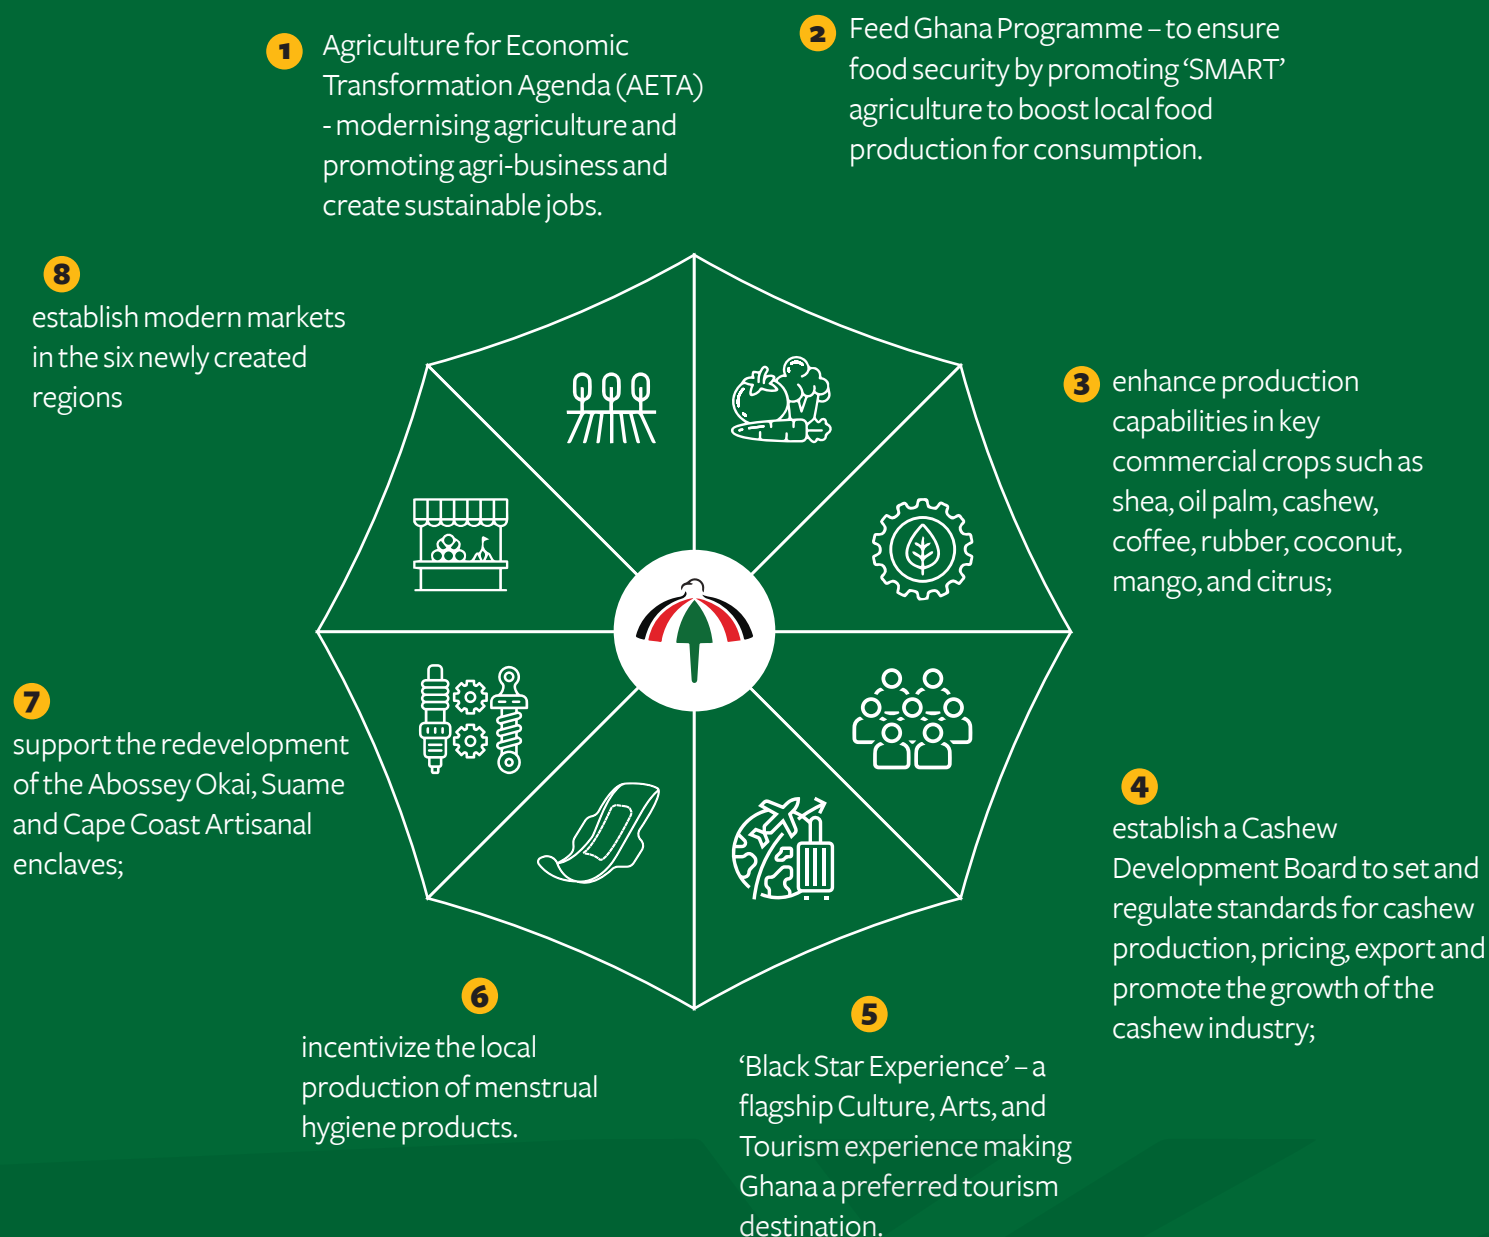 1
Agriculture for Economic
Transformation Agenda (AETA)
- modernising agriculture and
promoting agri-business and
create sustainable jobs.
2
Feed Ghana Programme – to ensure
food security by promoting ‘SMART’
agriculture to boost local food
production for consumption.
3
enhance production
capabilities in key
commercial crops such as
shea, oil palm, cashew,
coffee, rubber, coconut,
mango, and citrus;
4
establish a Cashew
Development Board to set and
regulate standards for cashew
production, pricing, export and
promote the growth of the
cashew industry;
5
‘Black Star Experience’ – a
flagship Culture, Arts, and
Tourism experience making
Ghana a preferred tourism
destination.
6
incentivize the local
production of menstrual
hygiene products.
7
support the redevelopment
of the Abossey Okai, Suame
and Cape Coast Artisanal
enclaves;
8
establish modern markets
in the six newly created
regions